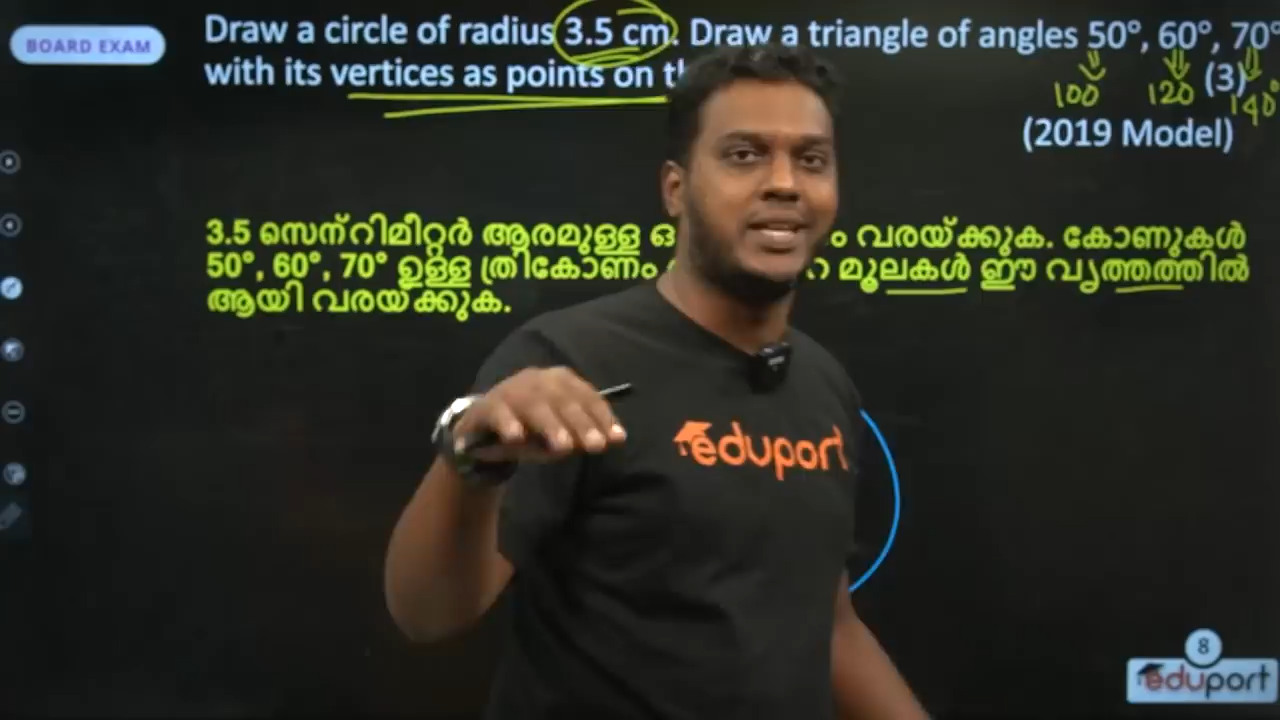 BOARD EXAM
Draw a circle of radius 3.5 cm. Draw a triangle of angles 50°, 60°, 70°
with its vertices as points on
(3)
100 120 140°
(2019 Model)
3.5 സെന്റിമീറ്റർ ആരമുള്ള വരയ്ക്കുക. കോണുകൾ
50°, 60°, 70° ഉള്ള ത്രികോണം മൂലകൾ ഈ വൃത്തത്തിൽ
ആയി വരയ്ക്കുക.
eduport
8
eduport